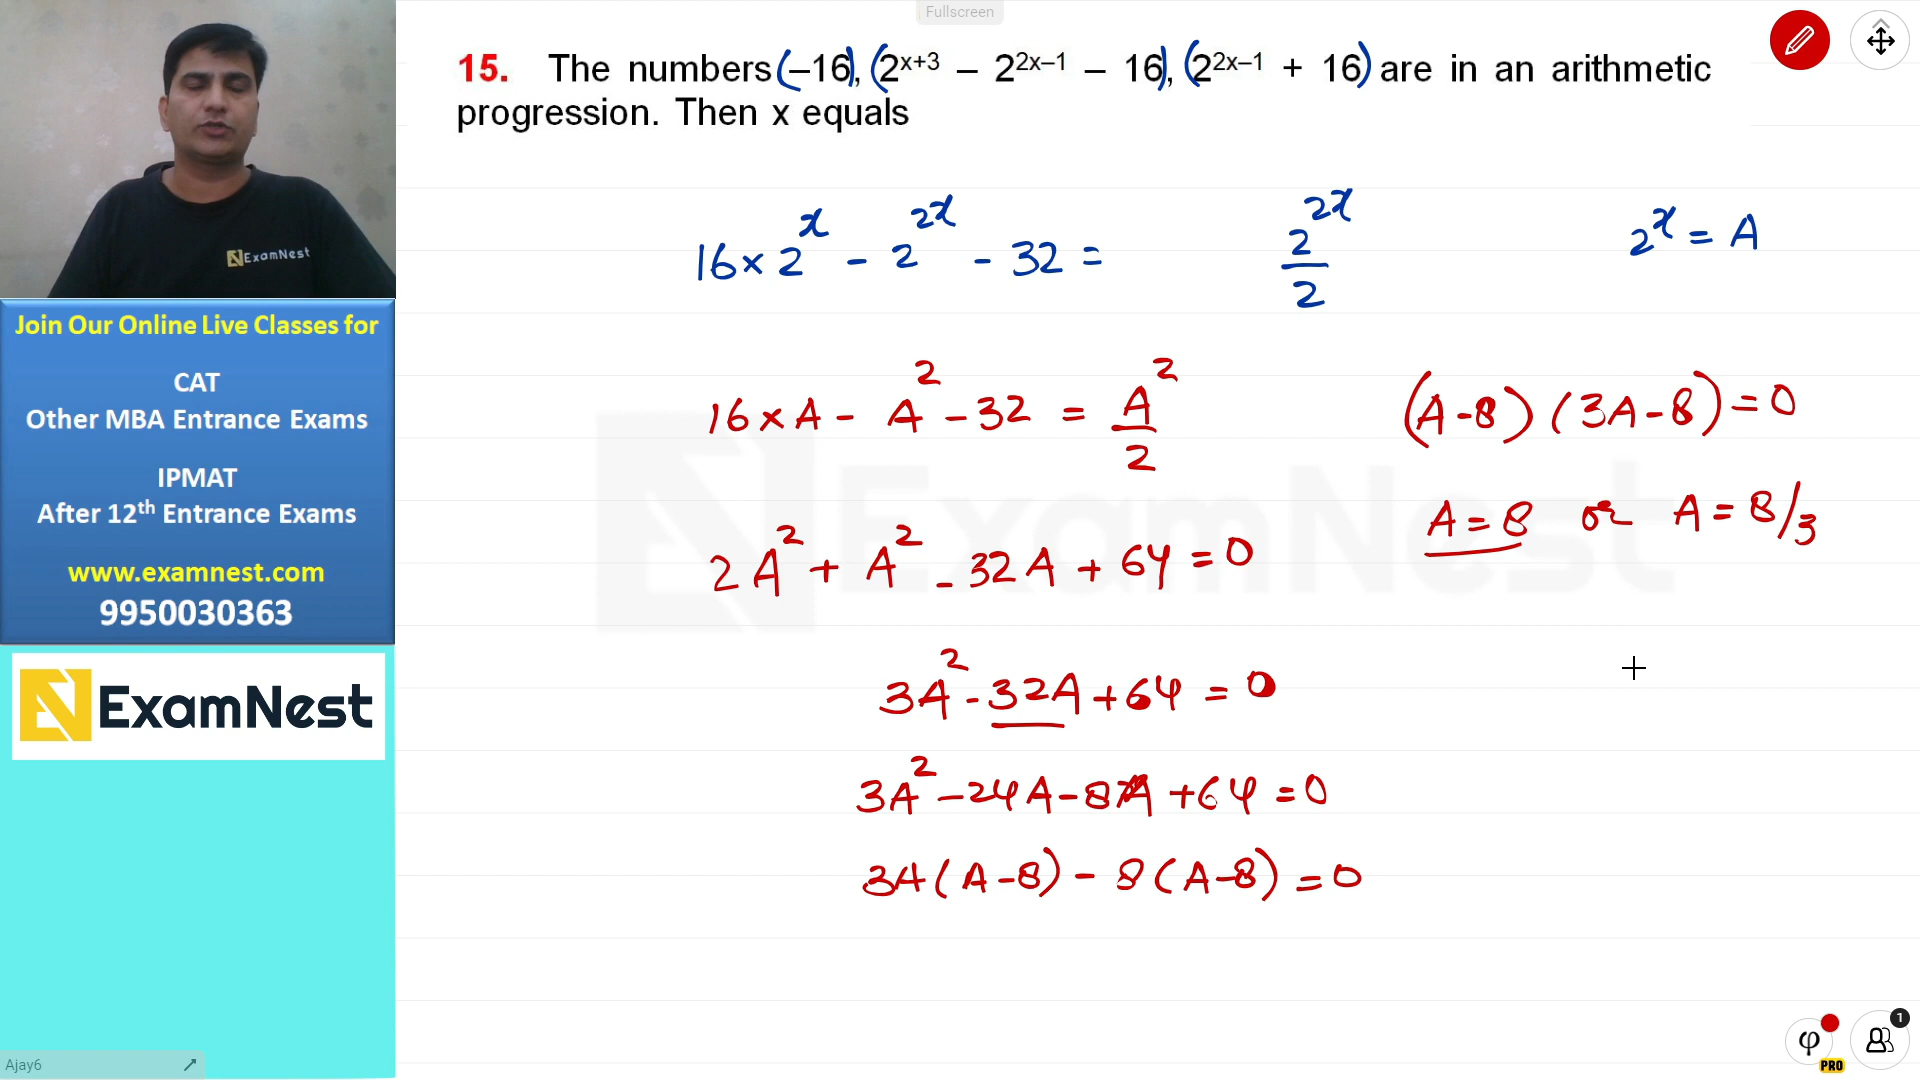 Fullscreen
15. The numbers (–16), (2^{x+3} – 2^{2x–1} – 16), (2^{2x–1} + 16) are in an arithmetic
progression. Then x equals
16 × 2^x - 2^{2x} - 32 = 2^{2x}/2
2^x = A
16 × A - A^2 - 32 = A^2/2
2A^2 + A^2 - 32A + 64 = 0
3A^2 - 32A + 64 = 0
3A^2 - 24A - 8A + 64 = 0
3A(A-8) - 8(A-8) = 0
(A-8)(3A-8) = 0
A = 8 or A = 8/3
ExamNest
ExamNest
Join Our Online Live Classes for
CAT
Other MBA Entrance Exams
IPMAT
After 12th Entrance Exams
www.examnest.com
9950030363
ExamNest
Ajay6
φ
PRO
1